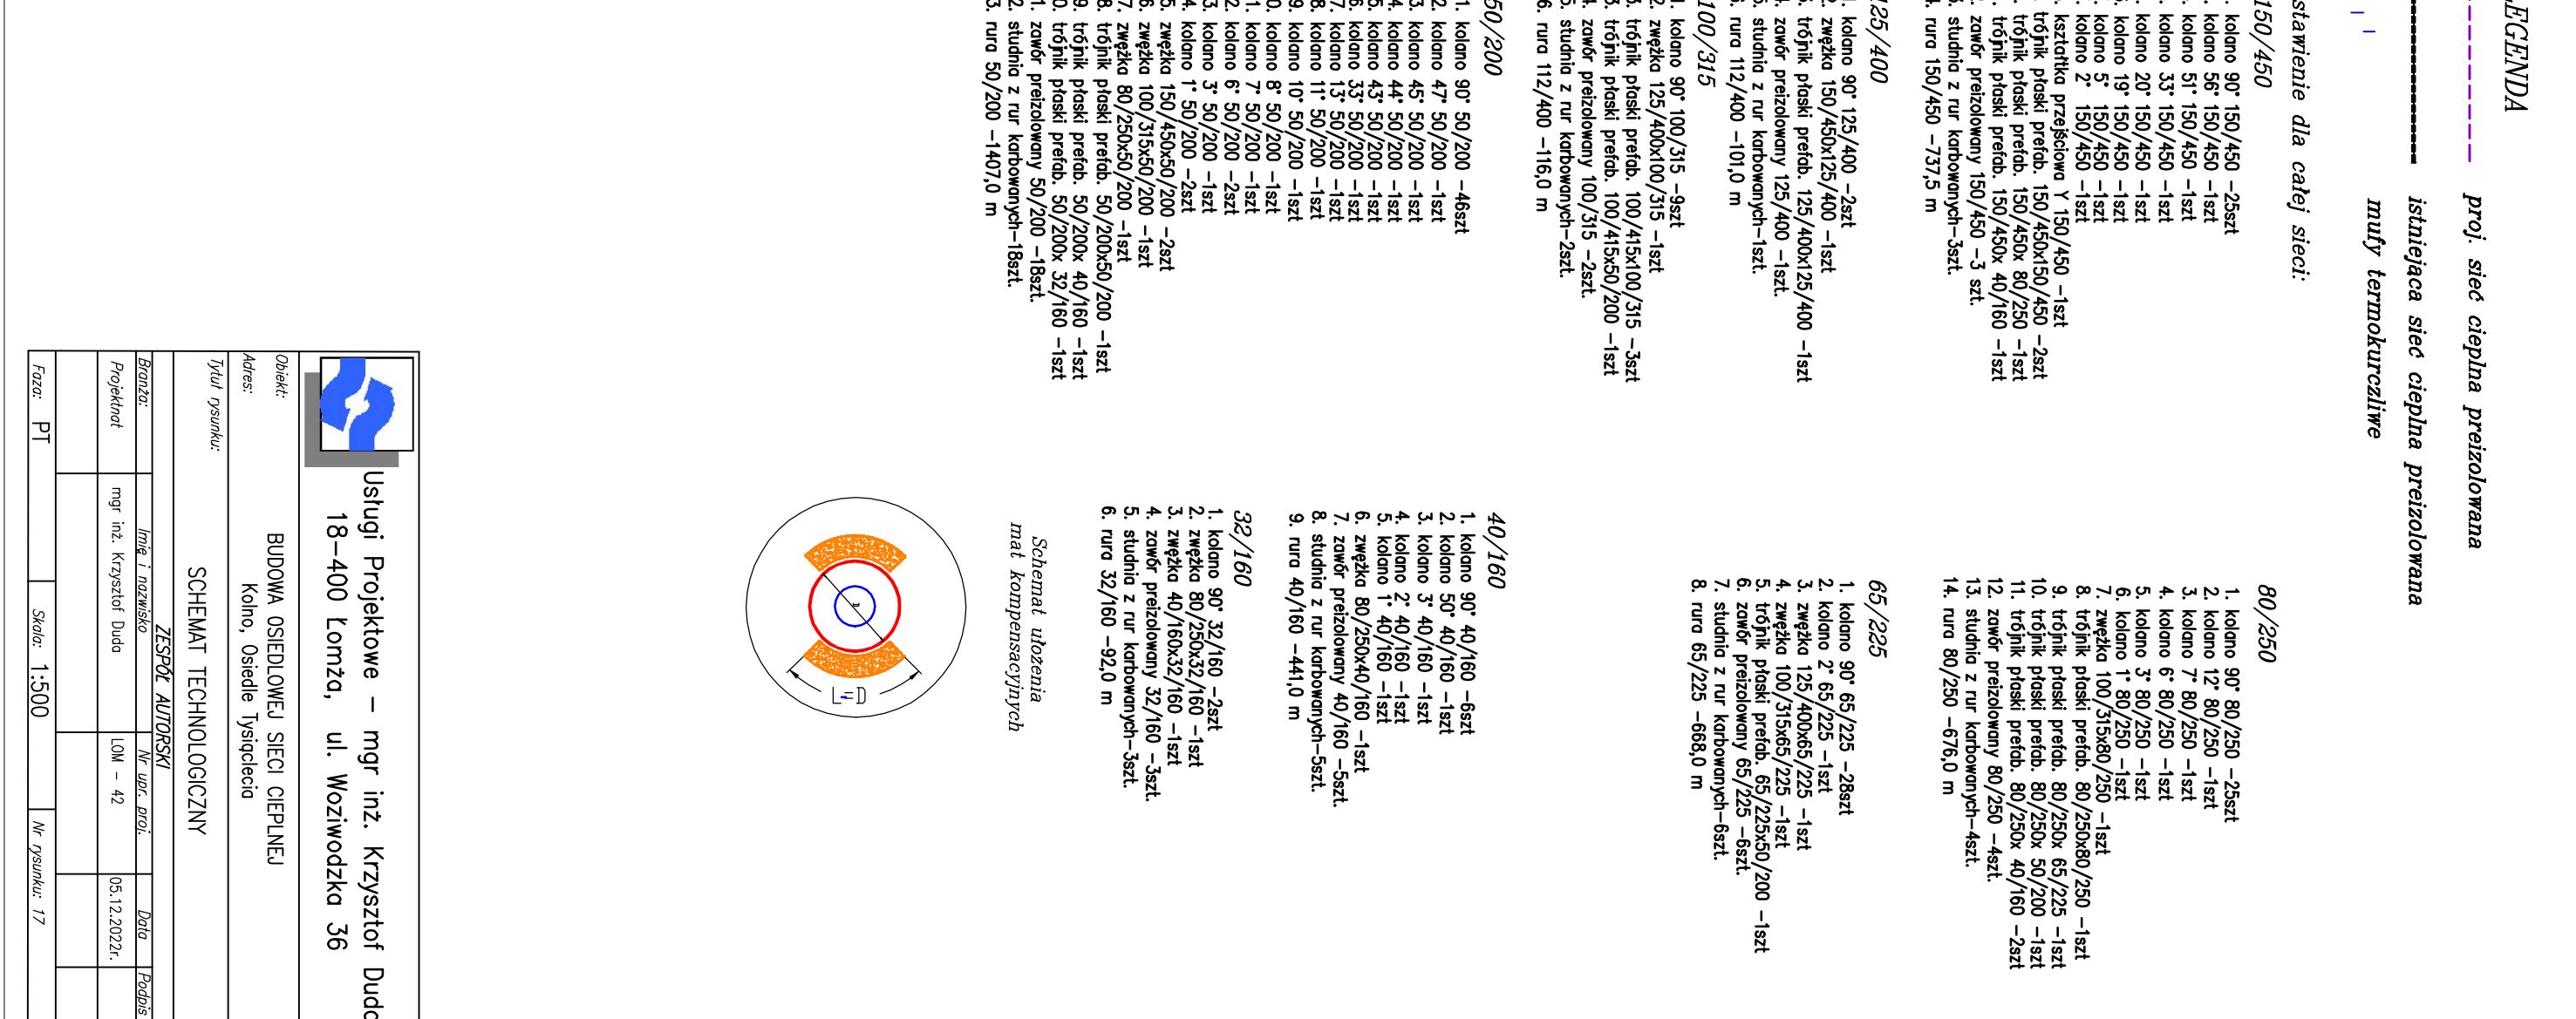 LEGENDA
proj. sieć cieplna preizolowana
istniejąca sieć cieplna preizolowana
mufy termokurczliwe
stawienie dla całej sieci:
150/450
. kolano 90° 150/450 -25szt
. kolano 56° 150/450 -1szt
. kolano 51° 150/450 -1szt
. kolano 33° 150/450 -1szt
. kolano 20° 150/450 -1szt
. kolano 19° 150/450 -1szt
. kolano 5° 150/450 -1szt
. kolano 2° 150/450 -1szt
. kształtka przejściowa Y 150/450 -1szt
. trójnik płaski prefab. 150/450x150/450 -2szt
. trójnik płaski prefab. 150/450x 80/250 -1szt
. trójnik płaski prefab. 150/450x 40/160 -1szt
. zawór preizolowany 150/450 -3 szt.
3. studnia z rur karbowanych-3szt.
4. rura 150/450 -737,5 m
125/400
1. kolano 90° 125/400 -2szt
2. zwężka 150/450x125/400 -1szt
3. trójnik płaski prefab. 125/400x125/400 -1szt
4. zawór preizolowany 125/400 -1szt.
5. studnia z rur karbowanych-1szt.
6. rura 112/400 -101,0 m
100/315
1. kolano 90° 100/315 -9szt
2. zwężka 125/400x100/315 -1szt
3. trójnik płaski prefab. 100/415x100/315 -3szt
3. trójnik płaski prefab. 100/415x50/200 -1szt
4. zawór preizolowany 100/315 -2szt.
5. studnia z rur karbowanych-2szt.
6. rura 112/400 -116,0 m
50/200
1. kolano 90° 50/200 -46szt
2. kolano 47° 50/200 -1szt
3. kolano 45° 50/200 -1szt
4. kolano 44° 50/200 -1szt
5. kolano 43° 50/200 -1szt
6. kolano 33° 50/200 -1szt
7. kolano 13° 50/200 -1szt
8. kolano 11° 50/200 -1szt
9. kolano 10° 50/200 -1szt
0. kolano 8° 50/200 -1szt
1. kolano 7° 50/200 -1szt
2. kolano 6° 50/200 -2szt
3. kolano 3° 50/200 -1szt
4. kolano 1° 50/200 -2szt
5. zwężka 150/450x50/200 -2szt
6. zwężka 100/315x50/200 -1szt
7. zwężka 80/250x50/200 -1szt
8. trójnik płaski prefab. 50/200x50/200 -1szt
9. trójnik płaski prefab. 50/200x 40/160 -1szt
0. trójnik płaski prefab. 50/200x 32/160 -1szt
1. zawór preizolowany 50/200 -18szt.
2. studnia z rur karbowanych-18szt.
3. rura 50/200 -1407,0 m
80/250
1. kolano 90° 80/250 -25szt
2. kolano 12° 80/250 -1szt
3. kolano 7° 80/250 -1szt
4. kolano 6° 80/250 -1szt
5. kolano 3° 80/250 -1szt
6. kolano 1° 80/250 -1szt
7. zwężka 100/315x80/250 -1szt
8. trójnik płaski prefab. 80/250x80/250 -1szt
9. trójnik płaski prefab. 80/250x 65/225 -1szt
10. trójnik płaski prefab. 80/250x 50/200 -1szt
11. trójnik płaski prefab. 80/250x 40/160 -2szt
12. zawór preizolowany 80/250 -4szt.
13. studnia z rur karbowanych-4szt.
14. rura 80/250 -676,0 m
65/225
1. kolano 90° 65/225 -28szt
2. kolano 2° 65/225 -1szt
3. zwężka 125/400x65/225 -1szt
4. zwężka 100/315x65/225 -1szt
5. trójnik płaski prefab. 65/225x50/200 -1szt
6. zawór preizolowany 65/225 -6szt.
7. studnia z rur karbowanych-6szt.
8. rura 65/225 -668,0 m
40/160
1. kolano 90° 40/160 -6szt
2. kolano 50° 40/160 -1szt
3. kolano 3° 40/160 -1szt
4. kolano 2° 40/160 -1szt
5. kolano 1° 40/160 -1szt
6. zwężka 80/250x40/160 -1szt
7. zawór preizolowany 40/160 -5szt.
8. studnia z rur karbowanych-5szt.
9. rura 40/160 -441,0 m
32/160
1. kolano 90° 32/160 -2szt
2. zwężka 80/250x32/160 -1szt
3. zwężka 40/160x32/160 -1szt
4. zawór preizolowany 32/160 -3szt.
5. studnia z rur karbowanych-3szt.
6. rura 32/160 -92,0 m
Schemat ułożenia
mat kompensacyjnych
L=D
Usługi Projektowe - mgr inż. Krzysztof Duda
18-400 Łomża, ul. Woziwodzka 36
Obiekt: BUDOWA OSIEDLOWEJ SIECI CIEPLNEJ
Adres: Kolno, Osiedle Tysiąclecia
Tytuł rysunku: SCHEMAT TECHNOLOGICZNY
ZESPÓŁ AUTORSKI
Branża: Imię i nazwisko Nr upr. proj. Data Podpis
Projektnat mgr inż. Krzysztof Duda LOM - 42 05.12.2022r.
Faza: PT Skala: 1:500 Nr rysunku: 17